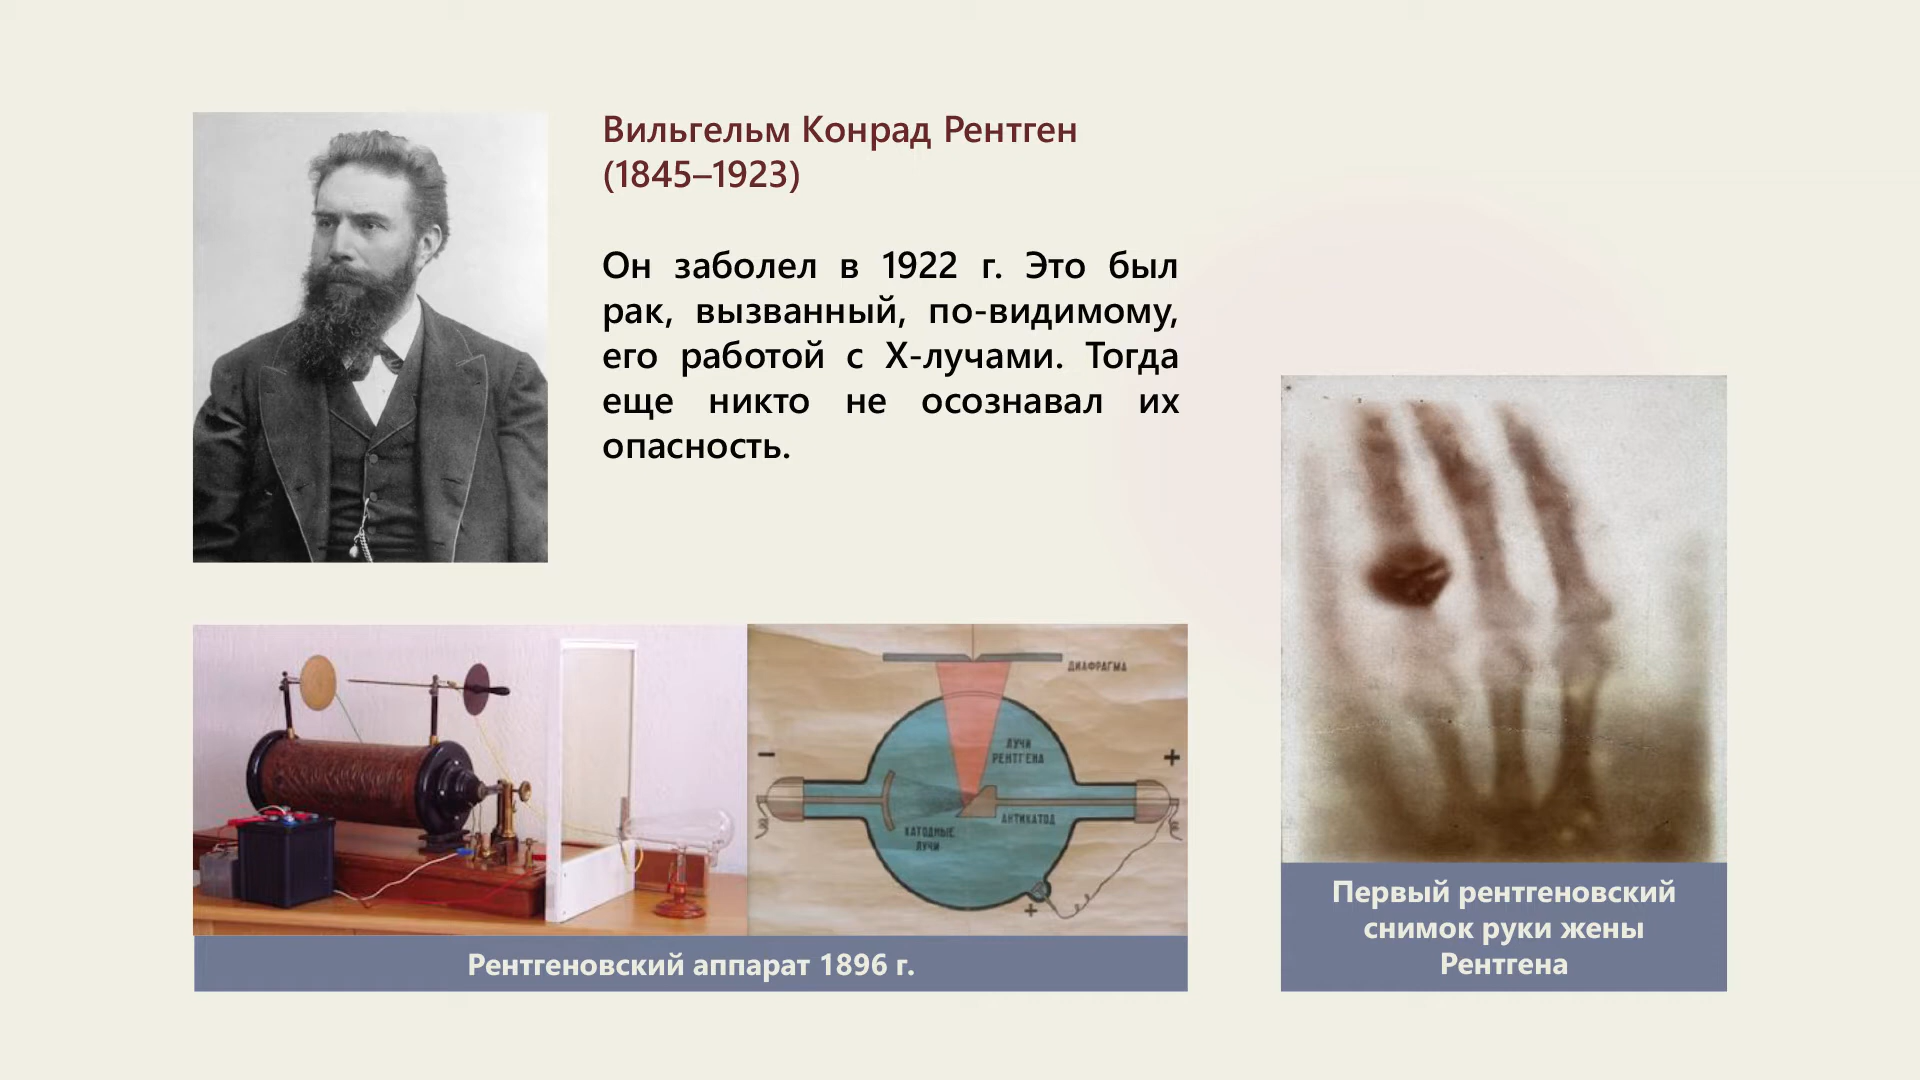 Вильгельм Конрад Рентген
(1845–1923)
Он заболел в 1922 г. Это был
рак, вызванный, по-видимому,
его работой с Х-лучами. Тогда
еще никто не осознавал их
опасность.
ДИАФРАГМА
ЛУЧИ
РЕНТГЕНА
–
+
АНТИКАТОД
КАТОДНЫЕ
ЛУЧИ
+
Рентгеновский аппарат 1896 г.
Первый рентгеновский
снимок руки жены
Рентгена